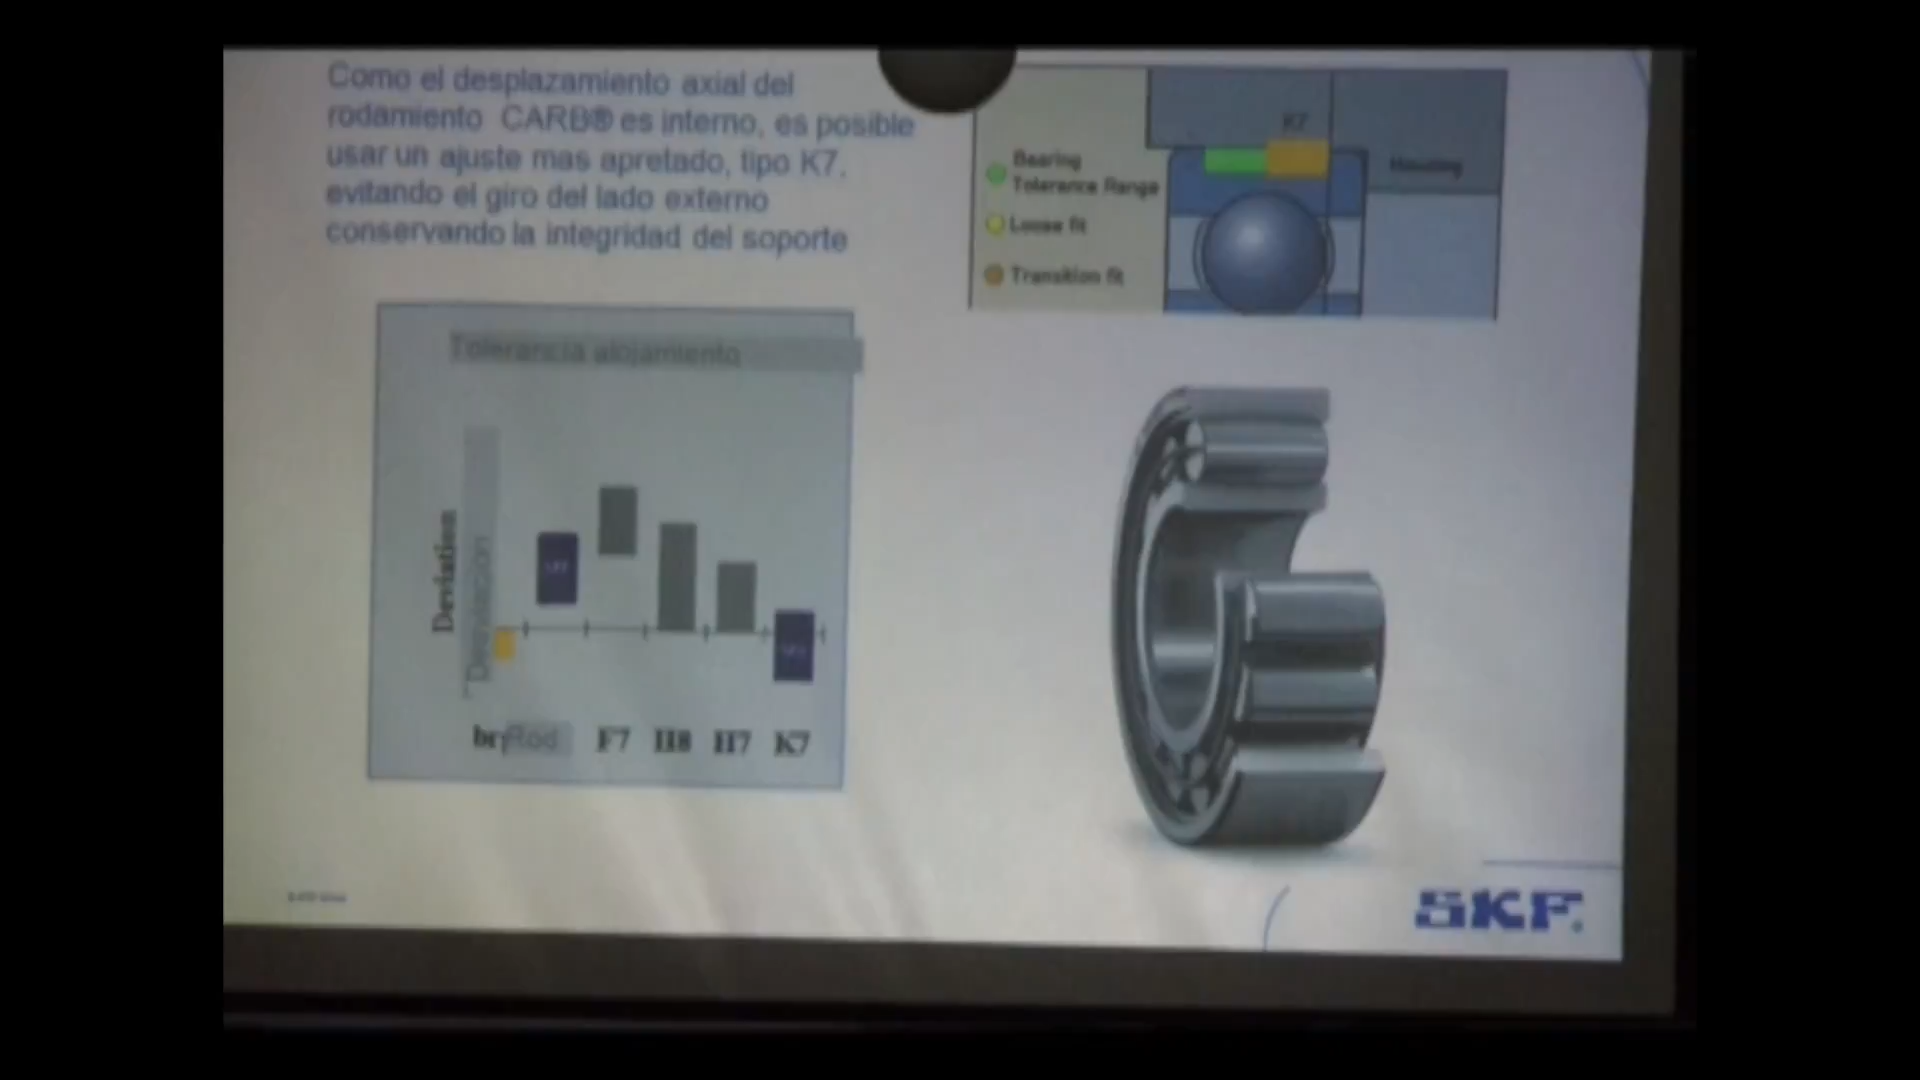 Como el desplazamiento axial del
rodamiento CARB® es interno, es posible
usar un ajuste mas apretado, tipo K7,
evitando el giro del lado externo
conservando la integridad del soporte
K7
Bearing
Tolerance Range
Housing
Loose fit
Transition fit
Tolerancia alojamiento
Deviation
Desviacion
Rod
F7 H8 H7 K7
SKF